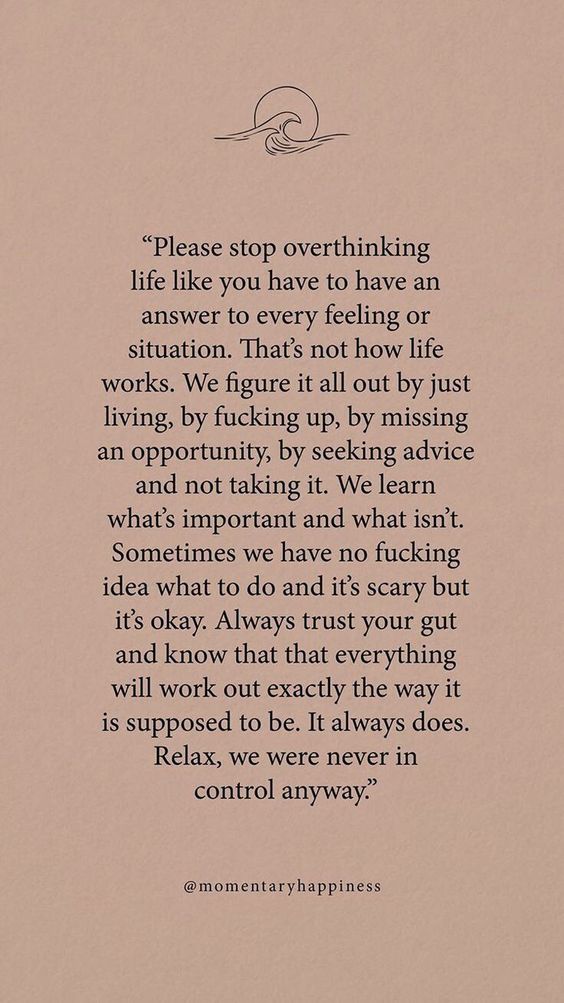 “Please stop overthinking
life like you have to have an
answer to every feeling or
situation. That’s not how life
works. We figure it all out by just
living, by fucking up, by missing
an opportunity, by seeking advice
and not taking it. We learn
what’s important and what isn’t.
Sometimes we have no fucking
idea what to do and it’s scary but
it’s okay. Always trust your gut
and know that that everything
will work out exactly the way it
is supposed to be. It always does.
Relax, we were never in
control anyway.”
@momentaryhappiness